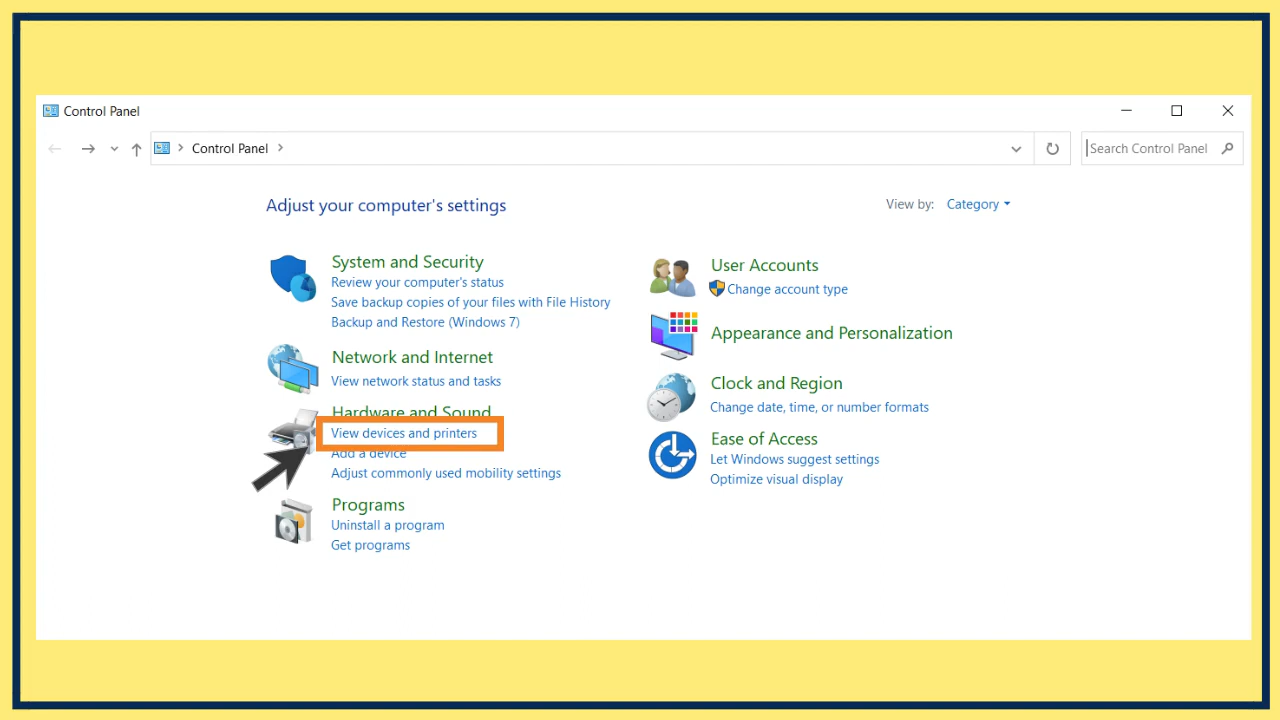 Control Panel
Control Panel
Search Control Panel
Adjust your computer's settings
View by: Category
System and Security
Review your computer's status
Save backup copies of your files with File History
Backup and Restore (Windows 7)
Network and Internet
View network status and tasks
Hardware and Sound
View devices and printers
Add a device
Adjust commonly used mobility settings
Programs
Uninstall a program
Get programs
User Accounts
Change account type
Appearance and Personalization
Clock and Region
Change date, time, or number formats
Ease of Access
Let Windows suggest settings
Optimize visual display